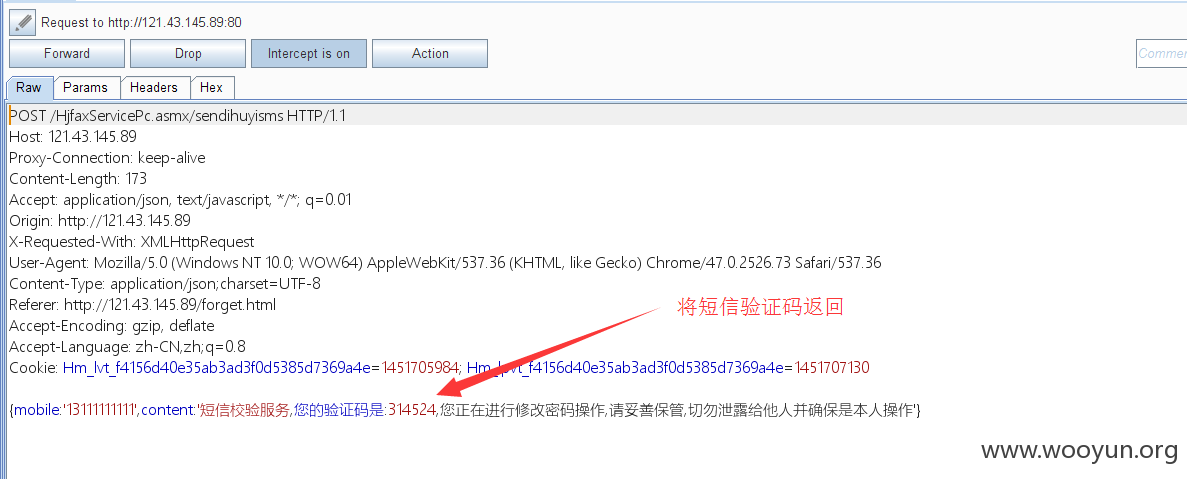 Request to http://121.43.145.89:80
Forward
Drop
Intercept is on
Action
Commen
Raw
Params
Headers
Hex
POST /HjfaxServicePc.asmx/sendihuyisms HTTP/1.1
Host: 121.43.145.89
Proxy-Connection: keep-alive
Content-Length: 173
Accept: application/json, text/javascript, */*; q=0.01
Origin: http://121.43.145.89
X-Requested-With: XMLHttpRequest
User-Agent: Mozilla/5.0 (Windows NT 10.0; WOW64) AppleWebKit/537.36 (KHTML, like Gecko) Chrome/47.0.2526.73 Safari/537.36
Content-Type: application/json;charset=UTF-8
Referer: http://121.43.145.89/forget.html
将短信验证码返回
Accept-Encoding: gzip, deflate
Accept-Language: zh-CN,zh;q=0.8
Cookie: Hm_lvt_f4156d40e35ab3ad3f0d5385d7369a4e=1451705984; Hm_lpvt_f4156d40e35ab3ad3f0d5385d7369a4e=1451707130
{mobile:'13111111111',content:'短信校验服务,您的验证码是:314524,您正在进行修改密码操作,请妥善保管,切勿泄露给他人并确保是本人操作'}
www.wooyun.org